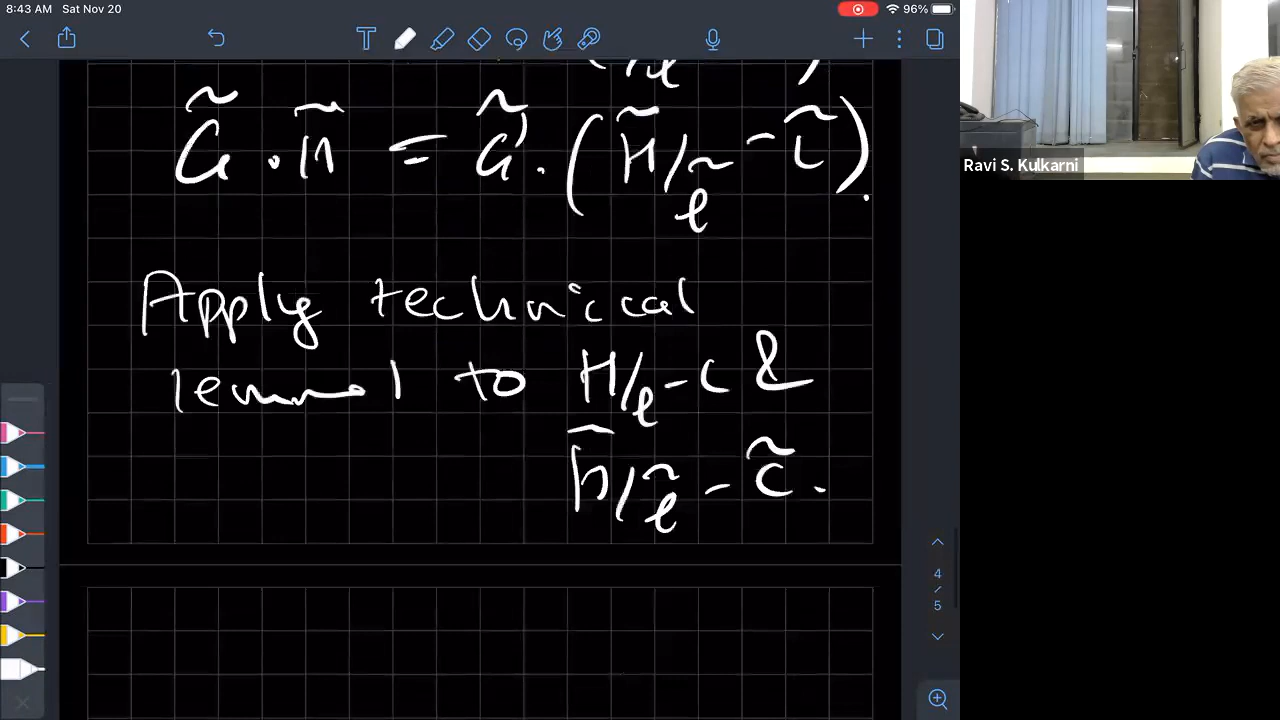 8:43 AM Sat Nov 20
96%
G̃ · H̃ = G̃' · (H̃/ℓ̃ - c̃).
Apply technical
lemma 1 to H/ℓ - c &
H̃/ℓ̃ - c̃.
Ravi S. Kulkarni
4
5